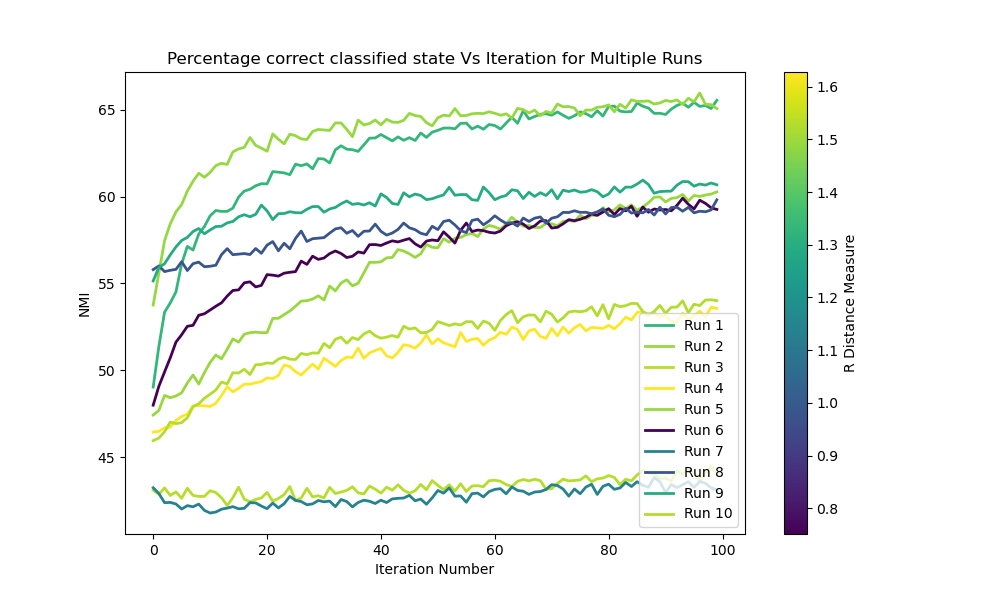 Percentage correct classified state Vs Iteration for Multiple Runs
NMI
65
60
55
50
45
0
20
40
60
80
100
Iteration Number
Run 1
Run 2
Run 3
Run 4
Run 5
Run 6
Run 7
Run 8
Run 9
Run 10
1.6
1.5
1.4
1.3
1.2
1.1
1.0
0.9
0.8
R Distance Measure